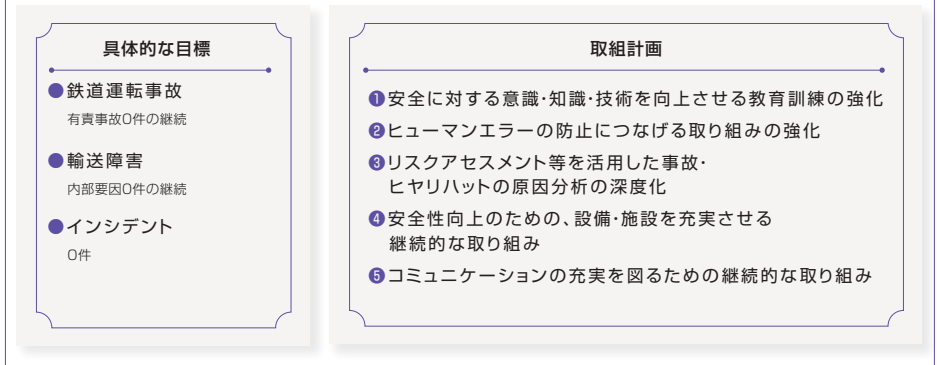 具体的な目標
●鉄道運転事故
有責事故0件の継続
●輸送障害
内部要因0件の継続
●インシデント
0件
取組計画
❶安全に対する意識・知識・技術を向上させる教育訓練の強化
❷ヒューマンエラーの防止につなげる取り組みの強化
❸リスクアセスメント等を活用した事故・
ヒヤリハットの原因分析の深度化
❹安全性向上のための、設備・施設を充実させる
継続的な取り組み
❺コミュニケーションの充実を図るための継続的な取り組み